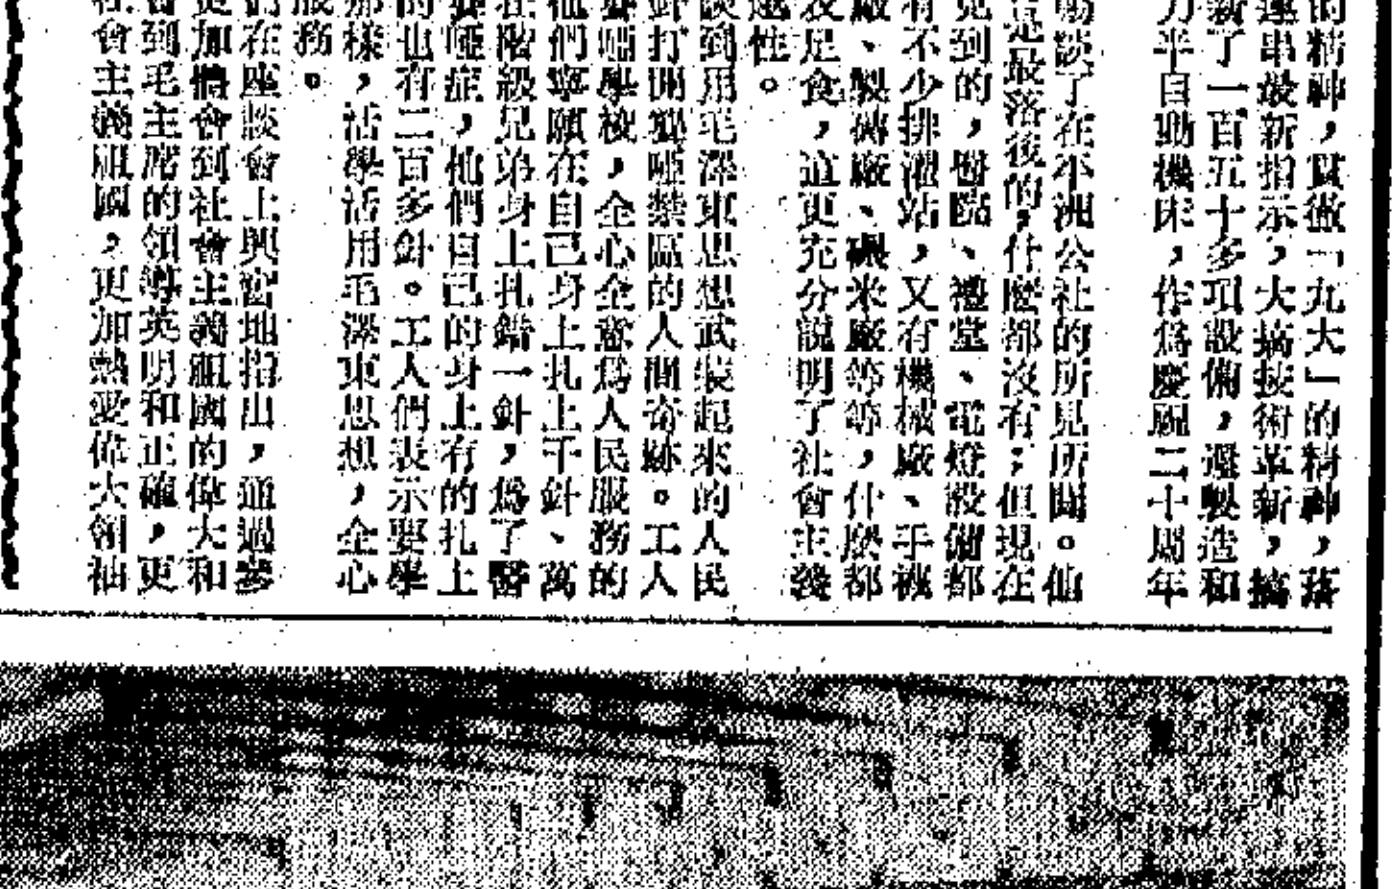 的精神，貫徹「九大」的精神，落
連串最新指示，大搞技術革新，搞
新了一百五十多項設備，還製造和
力半自動機床，作爲慶祝二十周年
暢談了在小洲公社的所見所聞。他
是最落後的，什麽都沒有；但現在
見到的，醫院、禮堂、電燈設備都
有不少排灌站，又有機械廠、手襪
廠、製磚廠、碾米廠等等，什麽都
衣足食，這更充分說明了社會主義
越性。
談到用毛澤東思想武裝起來的人民
針打開聾啞禁區的人間奇跡。工人
聾啞學校，全心全意爲人民服務的
他們寧願在自己身上扎上千針、萬
在階級兄弟身上扎錯一針，爲了醫
聾啞症，他們自己的身上有的扎上
的也有二百多針。工人們表示要學
那樣，活學活用毛澤東思想，全心
服務。
們在座談會上興奮地指出，通過參
更加體會到社會主義祖國的偉大和
會到毛主席的領導英明和正確，更
社會主義祖國，更加熱愛偉大領袖